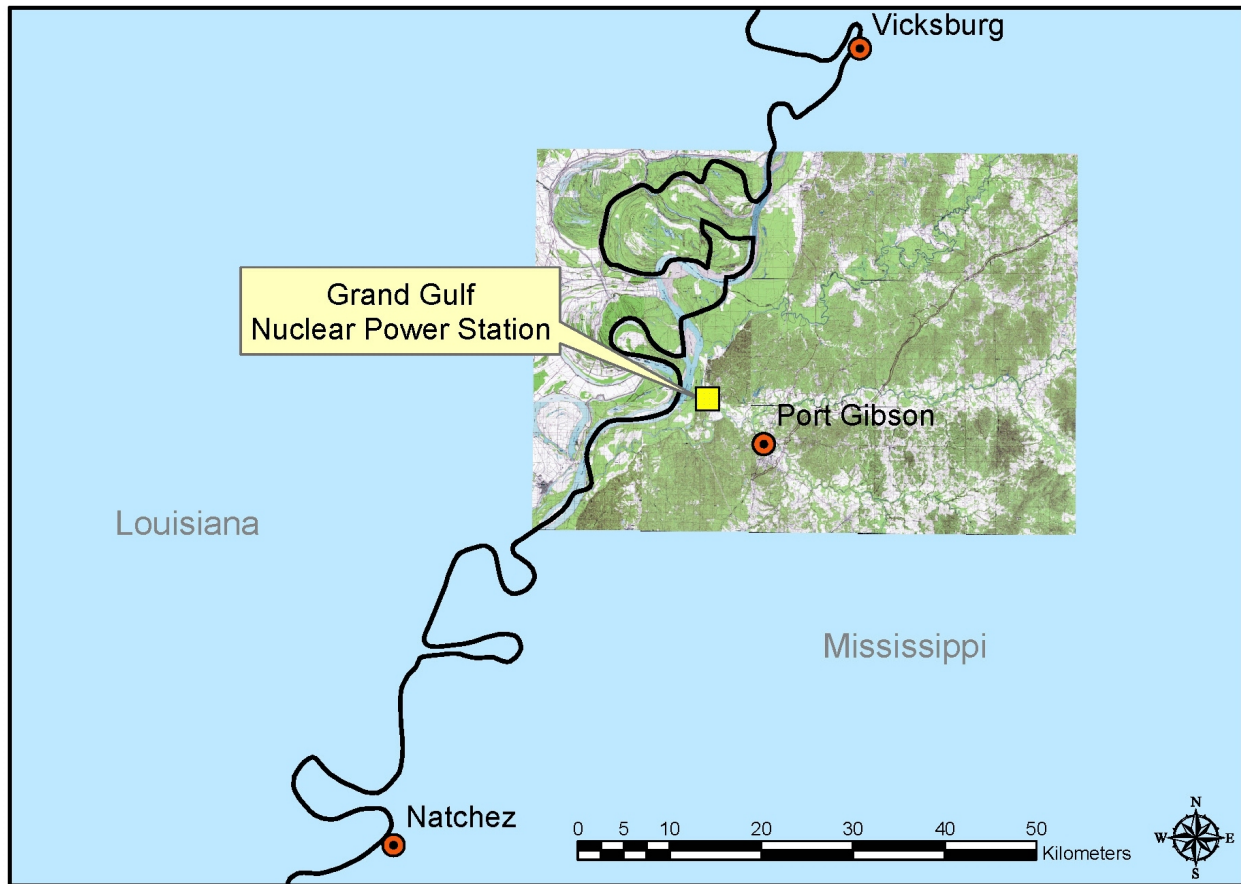 Vicksburg
Grand Gulf
Nuclear Power Station
Port Gibson
Louisiana
Mississippi
Natchez
0 5 10 20 30 40 50
Kilometers
N
W E
S